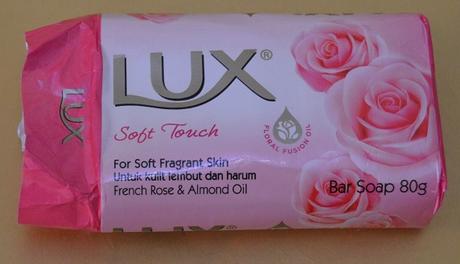 LUX®
LUX
Soft Touch
FLORAL FUSION OIL
For Soft Fragrant Skin
Untuk kulit lembut dan harum
French Rose & Almond Oil
Bar Soap 80g